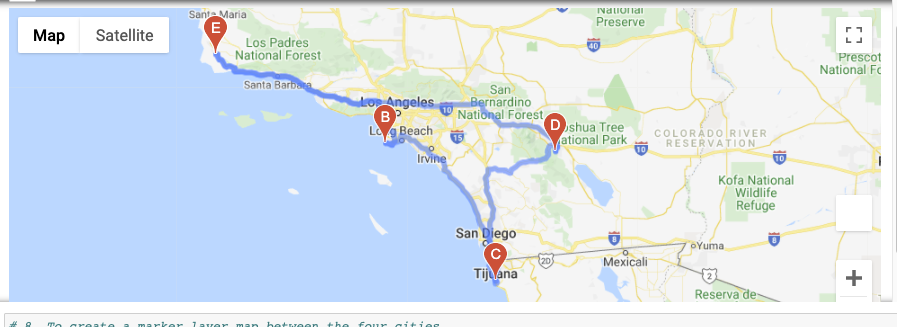 Santa Maria
National
Preserve
Map Satellite
E
Los Padres
National Forest
40
Prescot
National Fo
Santa Barbara
San
Bernardino
National Forest
Los Angeles
10
B
Long Beach
15
D
Joshua Tree
National Park
COLORADO RIVER
RESERVATION
10
10
Irvine
Kofa National
Wildlife
Refuge
San Diego
8
8
Yuma
C
Tijuana
2D
Mexicali
2
+
Reserva de
# 8. To create a marker layer map between the four cities